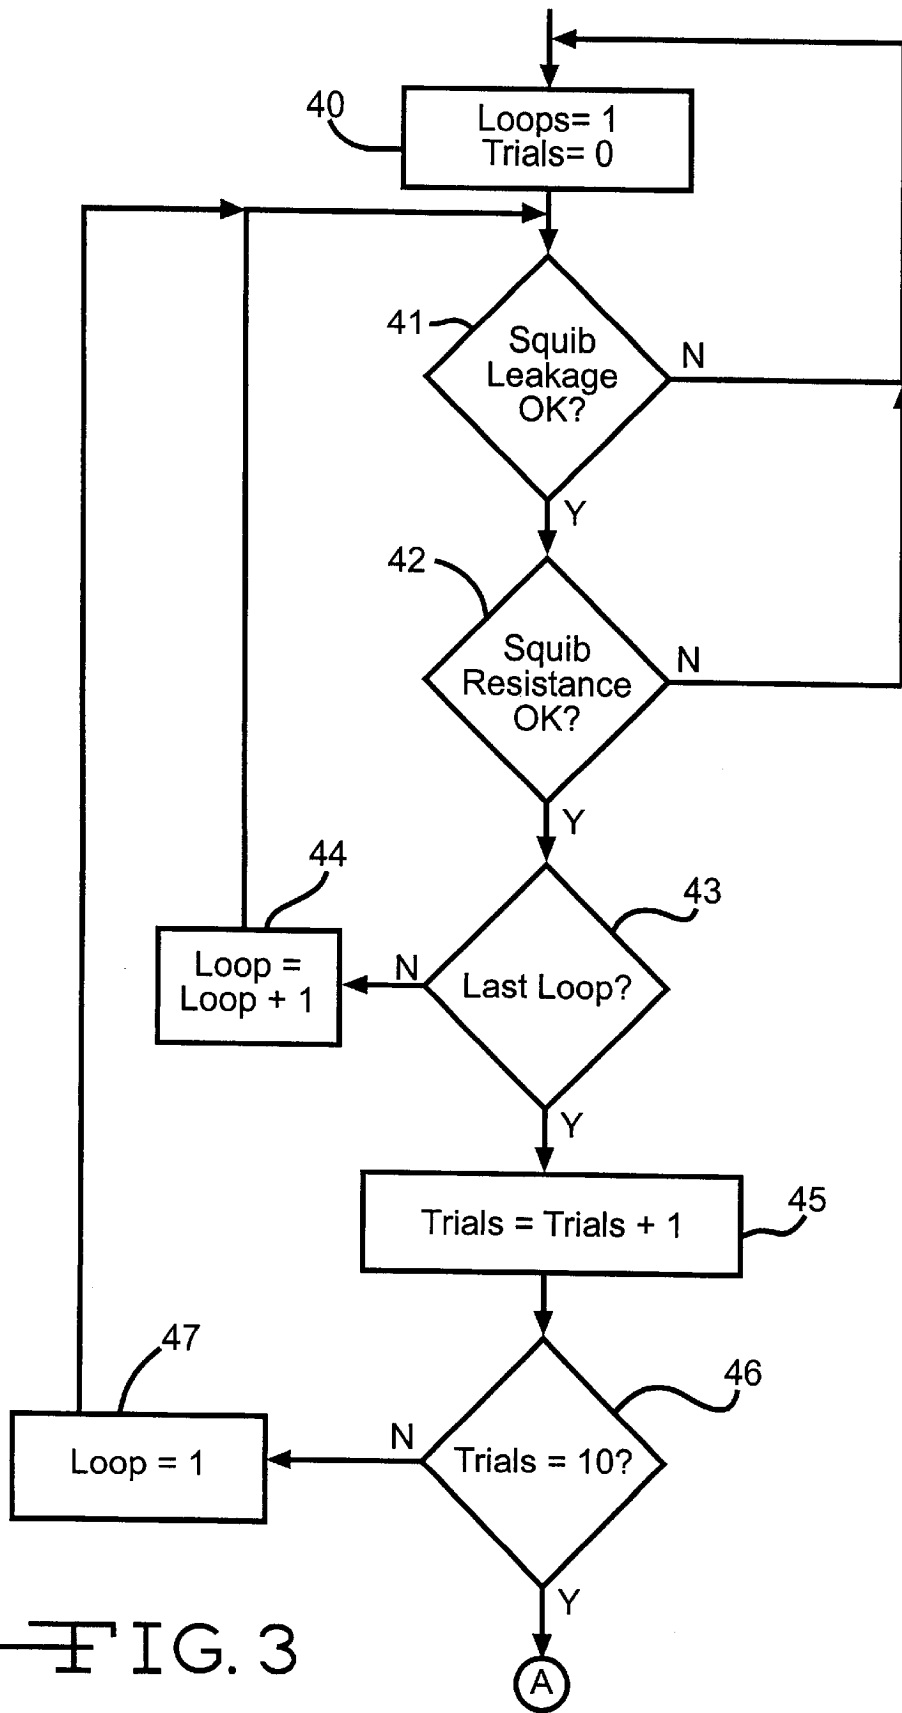 40
Loops= 1
Trials= 0
41
Squib
Leakage
OK?
N
Y
42
Squib
Resistance
OK?
N
Y
44
43
Loop =
Loop + 1
N
Last Loop?
Y
Trials = Trials + 1
45
47
46
Loop = 1
N
Trials = 10?
Y
FIG. 3
A